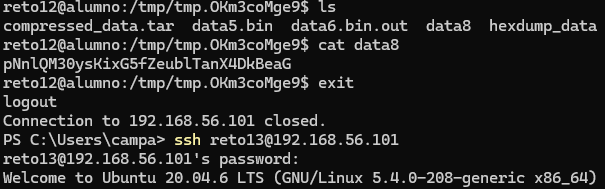 reto12@alumno:/tmp/tmp.OKm3coMge9$ ls
compressed_data.tar  data5.bin  data6.bin.out  data8  hexdump_data
reto12@alumno:/tmp/tmp.OKm3coMge9$ cat data8
pNnlQM30ysKixG5fZeublTanX4DkBeaG
reto12@alumno:/tmp/tmp.OKm3coMge9$ exit
logout
Connection to 192.168.56.101 closed.
PS C:\Users\campa> ssh reto13@192.168.56.101
reto13@192.168.56.101's password:
Welcome to Ubuntu 20.04.6 LTS (GNU/Linux 5.4.0-208-generic x86_64)